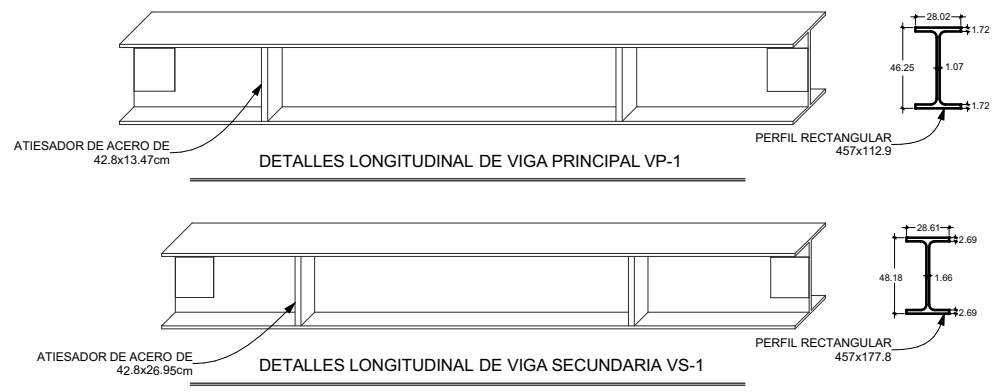 28.02
1.72
46.25
1.07
1.72
ATIESADOR DE ACERO DE
42.8x13.47cm
PERFIL RECTANGULAR
457x112.9
DETALLES LONGITUDINAL DE VIGA PRINCIPAL VP-1
28.61
2.69
48.18
1.66
2.69
ATIESADOR DE ACERO DE
42.8x26.95cm
PERFIL RECTANGULAR
457x177.8
DETALLES LONGITUDINAL DE VIGA SECUNDARIA VS-1